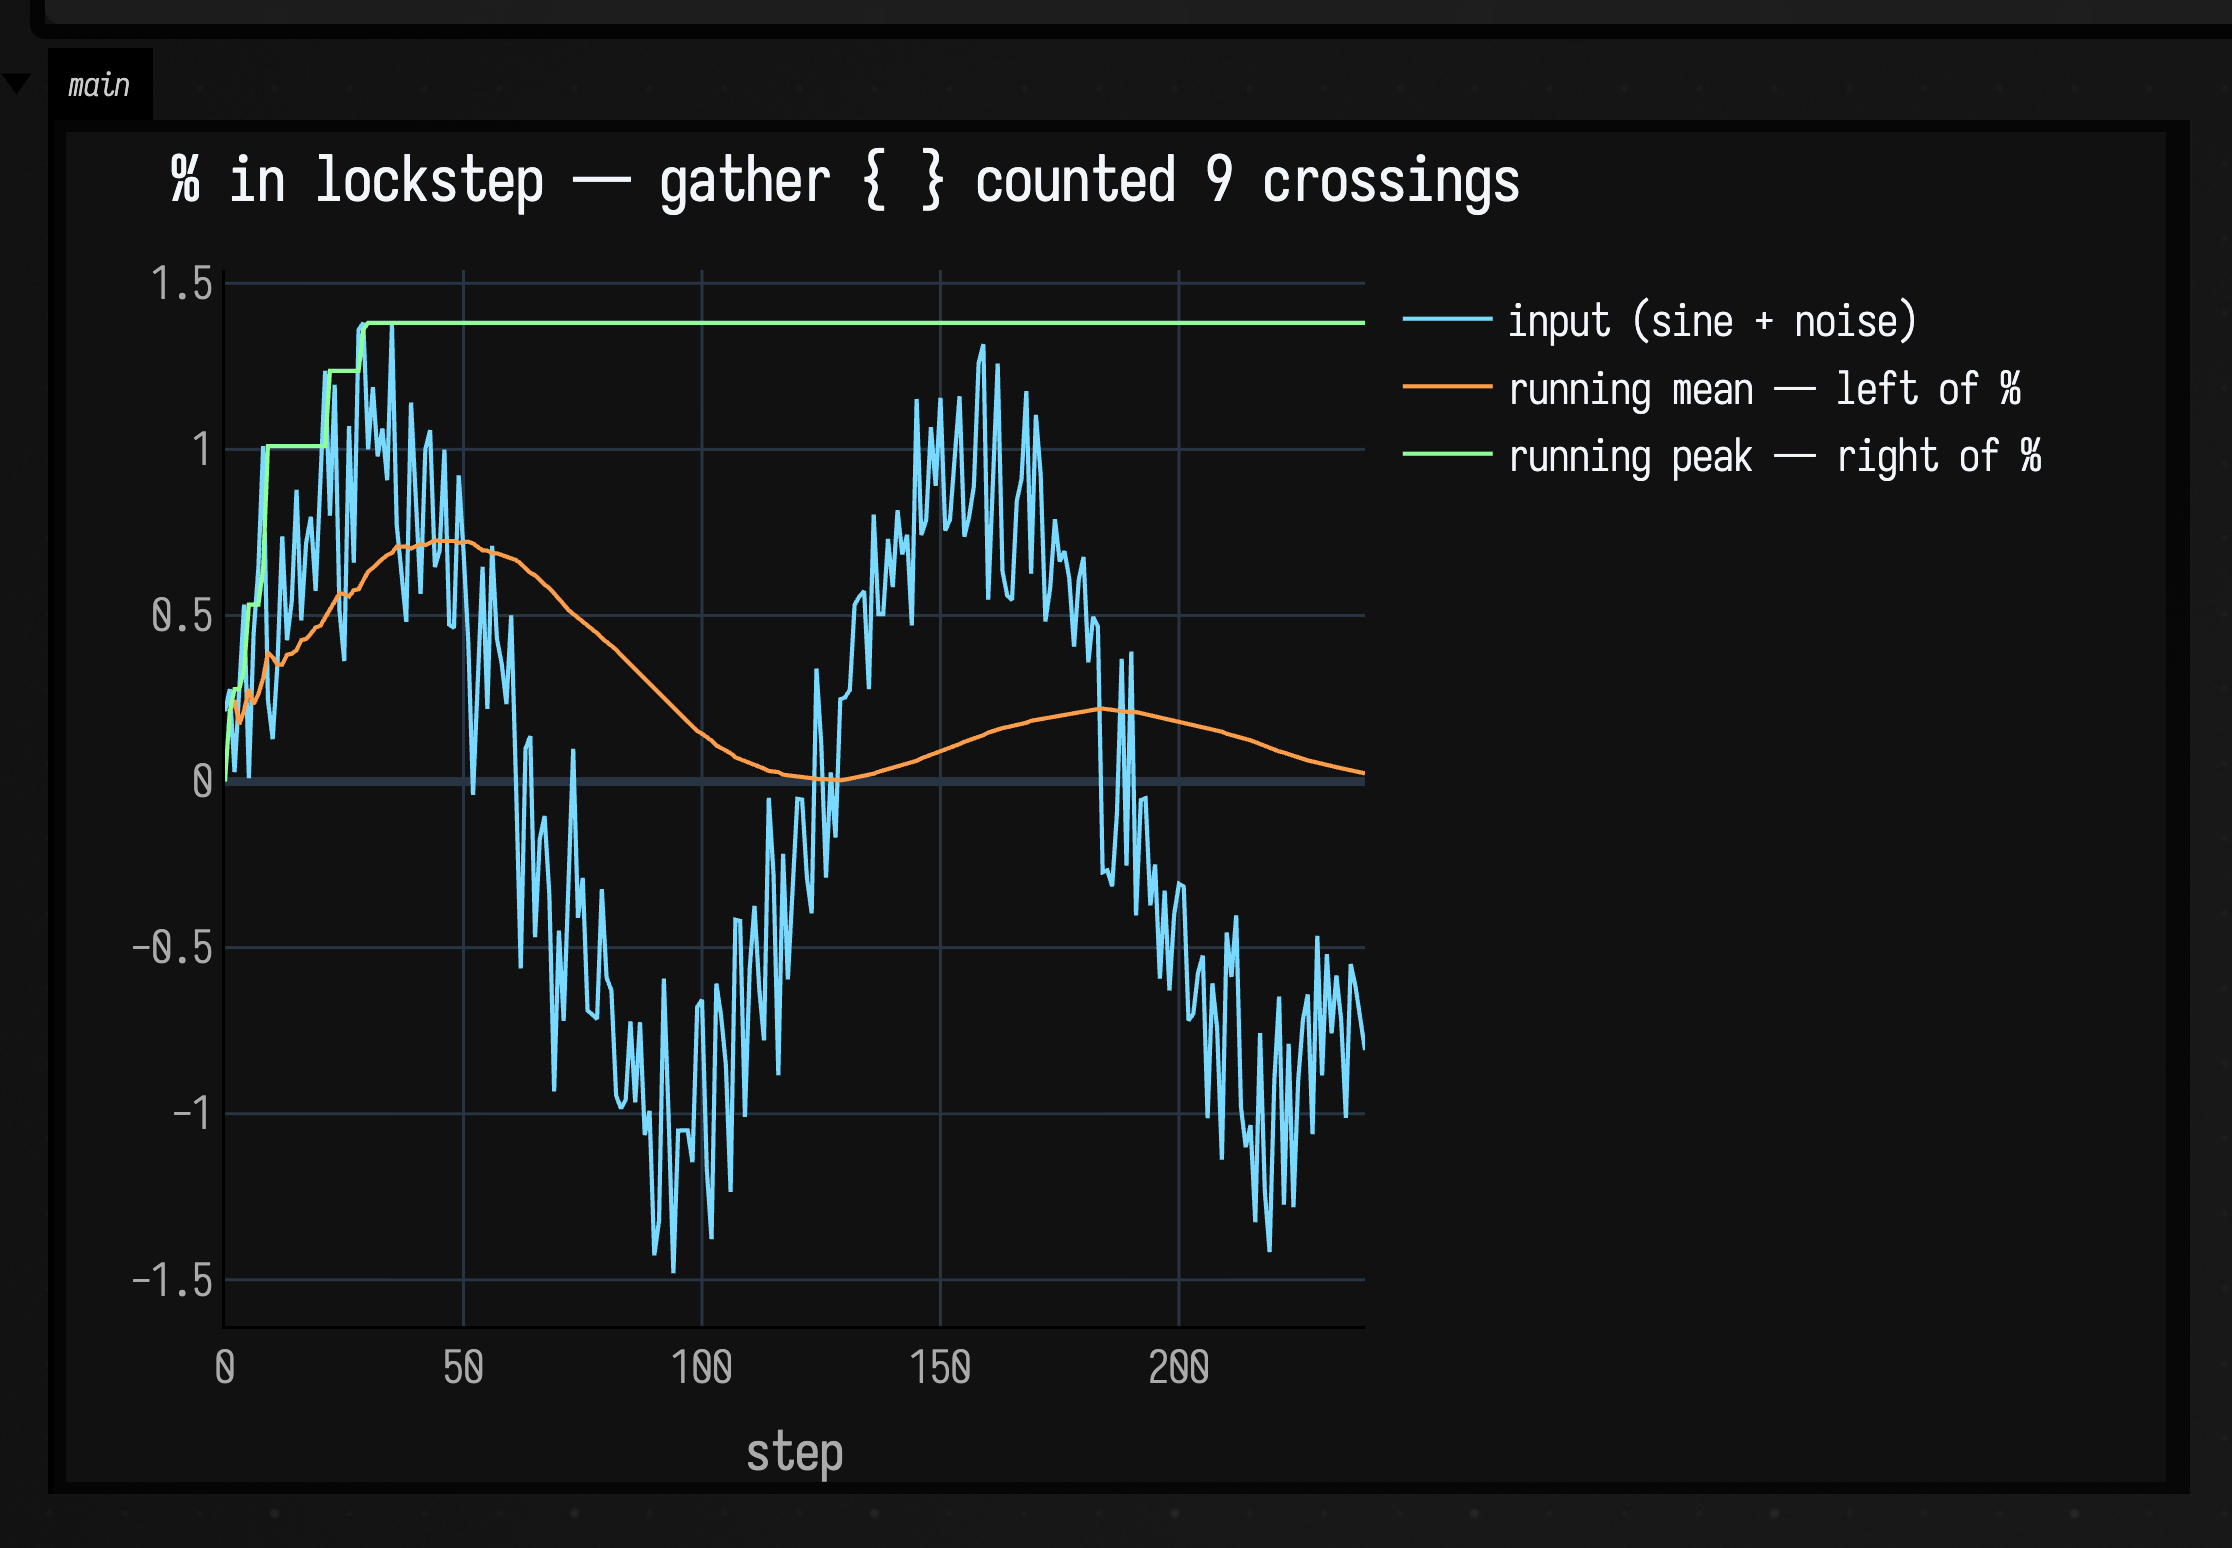 main
% in lockstep — gather { } counted 9 crossings
1.5
1
0.5
0
−0.5
−1
−1.5
0 50 100 150 200
step
input (sine + noise)
running mean — left of %
running peak — right of %